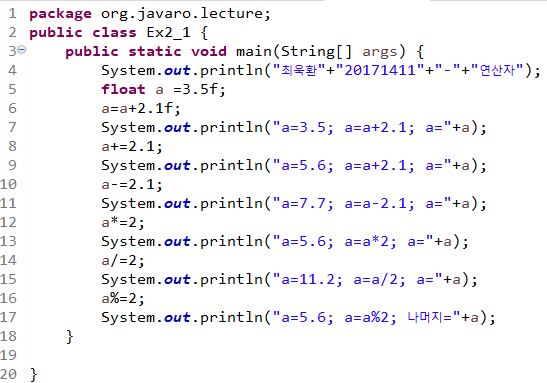 1 package org.javaro.lecture;
2 public class Ex2_1 {
3 public static void main(String[] args) {
4 System.out.println("최욱환"+"20171411"+"-"+"연산자");
5 float a =3.5f;
6 a=a+2.1f;
7 System.out.println("a=3.5; a=a+2.1; a="+a);
8 a+=2.1;
9 System.out.println("a=5.6; a=a+2.1; a="+a);
10 a-=2.1;
11 System.out.println("a=7.7; a=a-2.1; a="+a);
12 a*=2;
13 System.out.println("a=5.6; a=a*2; a="+a);
14 a/=2;
15 System.out.println("a=11.2; a=a/2; a="+a);
16 a%=2;
17 System.out.println("a=5.6; a=a%2; 나머지="+a);
18 }
19
20 }